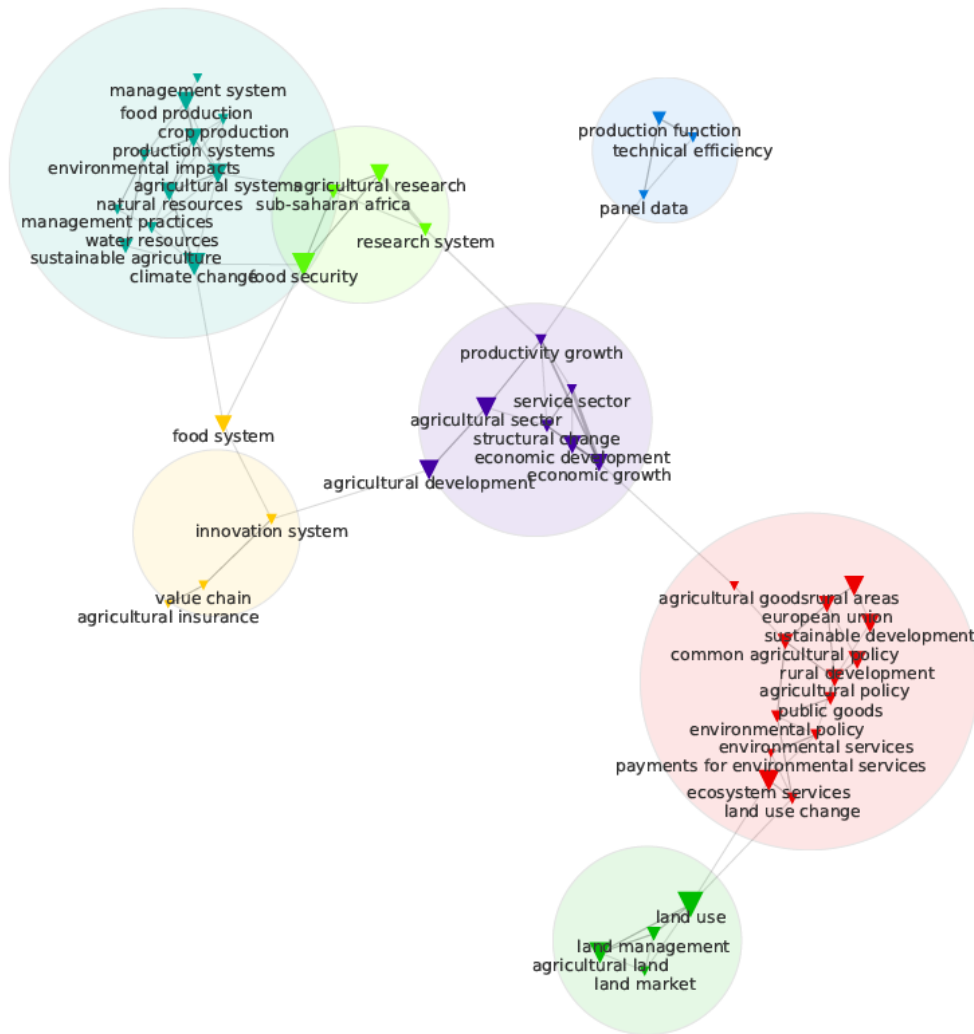 management system
food production
crop production
production systems
environmental impacts
agricultural systems
natural resources
management practices
water resources
sustainable agriculture
climate change
agricultural research
sub-saharan africa
research system
food security
production function
technical efficiency
panel data
productivity growth
service sector
agricultural sector
structural change
economic development
economic growth
agricultural development
food system
innovation system
value chain
agricultural insurance
agricultural goods
rural areas
european union
sustainable development
common agricultural policy
rural development
agricultural policy
public goods
environmental policy
environmental services
payments for environmental services
ecosystem services
land use change
land use
land management
agricultural land
land market